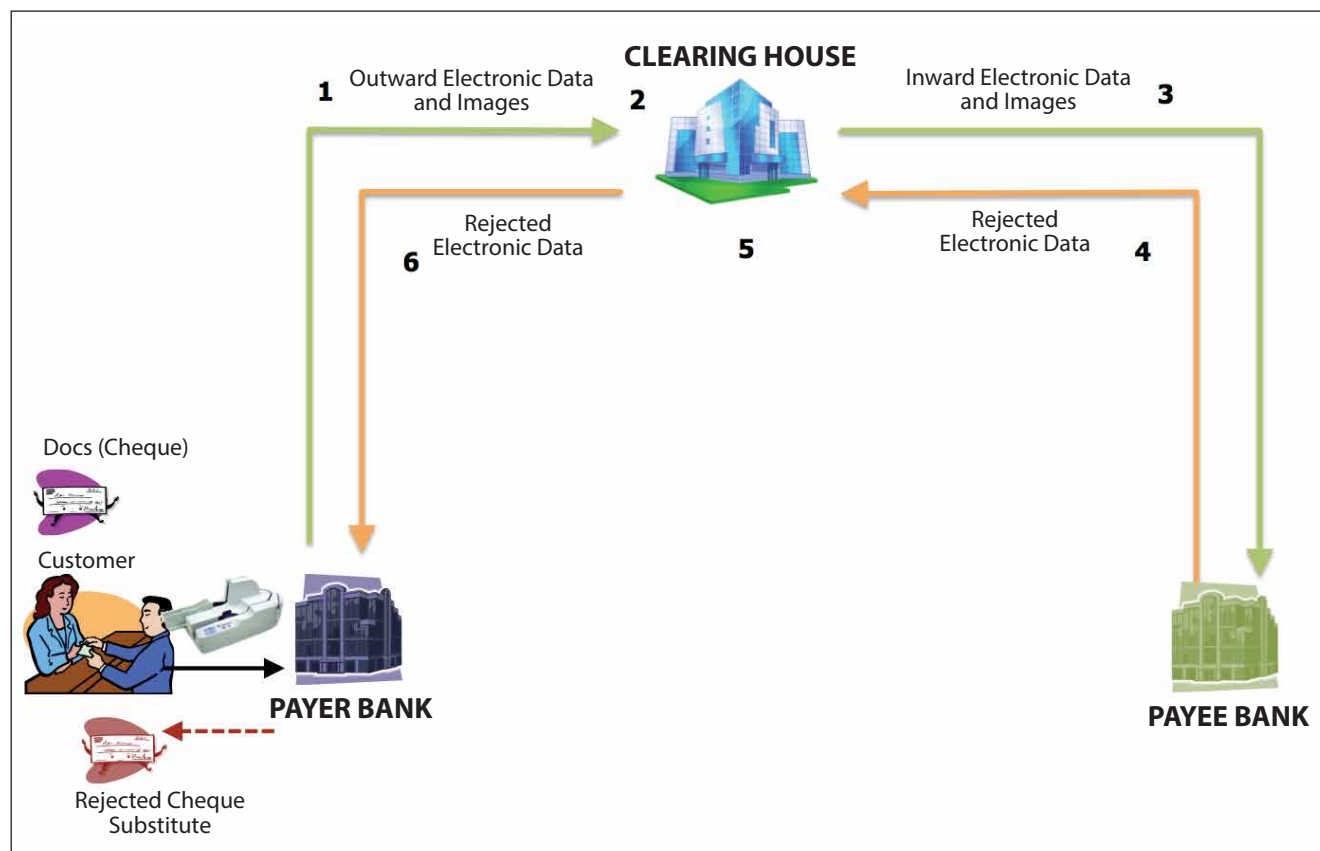 CLEARING HOUSE
1
Outward Electronic Data
and Images
2
Inward Electronic Data
and Images
3
Rejected
Electronic Data
6
5
Rejected
Electronic Data
4
Docs (Cheque)
Customer
PAYER BANK
PAYEE BANK
Rejected Cheque
Substitute